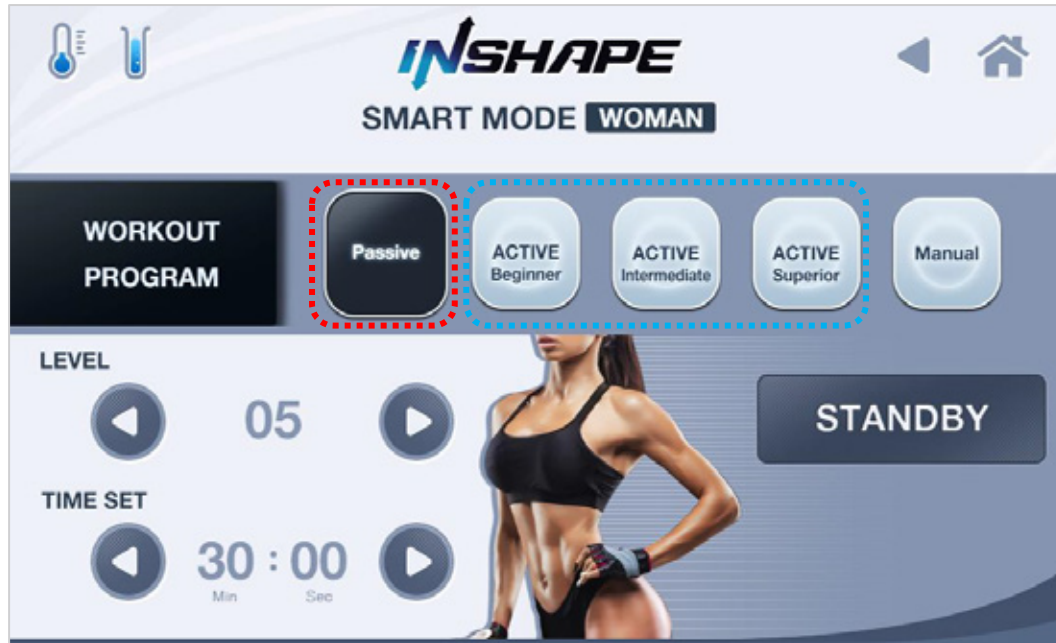 INSHAPE
SMART MODE WOMAN
WORKOUT
PROGRAM
Passive
ACTIVE
Beginner
ACTIVE
Intermediate
ACTIVE
Superior
Manual
LEVEL
05
STANDBY
TIME SET
30 : 00
Min Sec